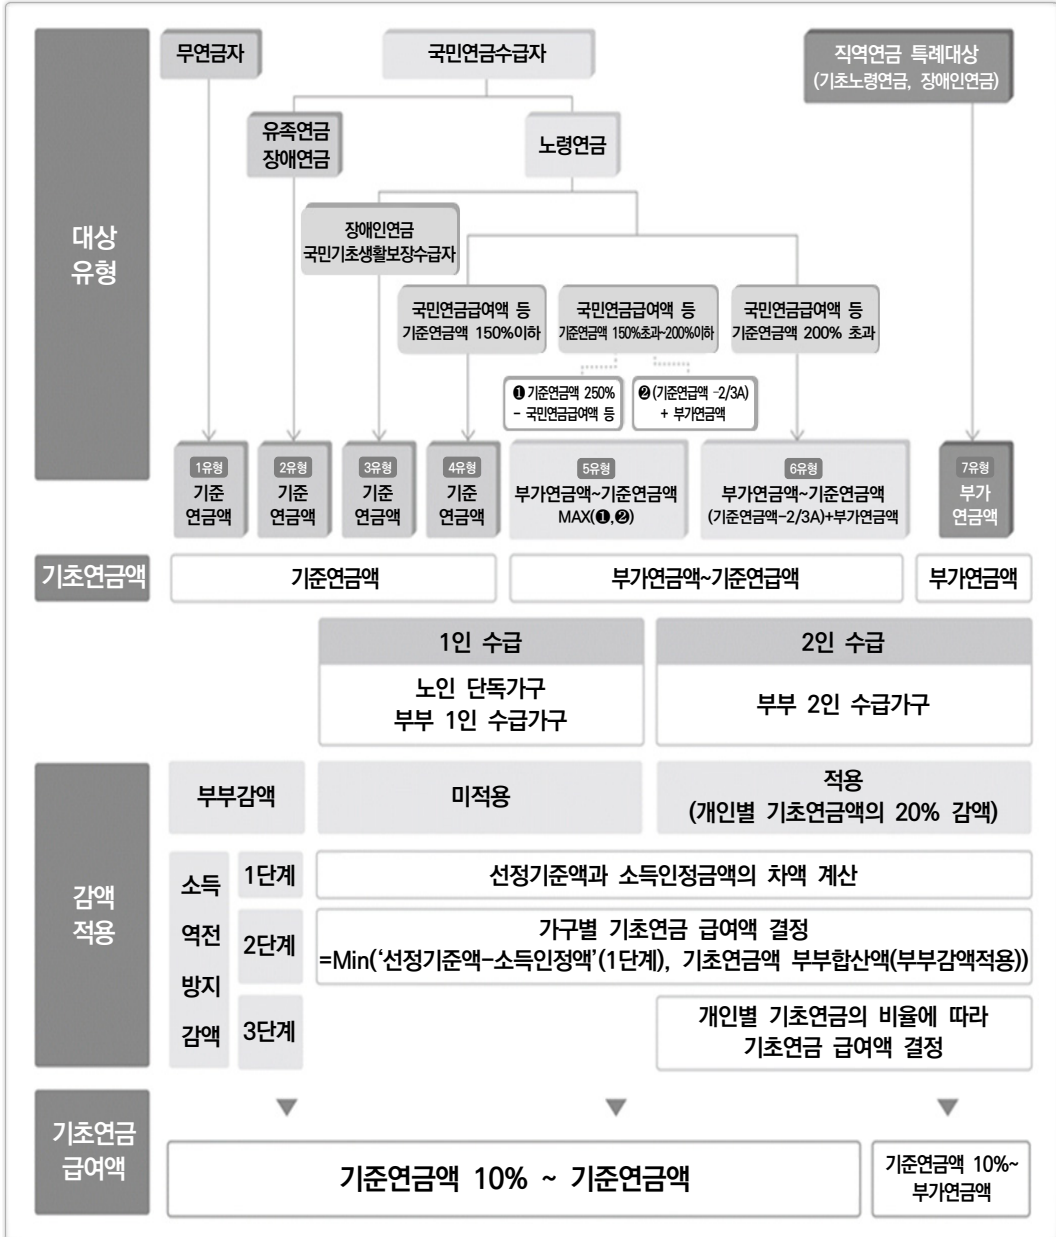 무연금자
국민연금수급자
직역연금 특례대상
(기초노령연금, 장애인연금)
유족연금
장애연금
노령연금
대상
유형
장애인연금
국민기초생활보장수급자
국민연금급여액 등
기준연금액 150%이하
국민연금급여액 등
기준연금액 150%초과~200%이하
국민연금급여액 등
기준연금액 200% 초과
❶ 기준연금액 250%
- 국민연금급여액 등
❷ (기준연급액 -2/3A)
+ 부가연금액
1유형
기준
연금액
2유형
기준
연금액
3유형
기준
연금액
4유형
기준
연금액
5유형
부가연금액~기준연금액
MAX(❶,❷)
6유형
부가연금액~기준연금액
(기준연금액-2/3A)+부가연금액
7유형
부가
연금액
기초연금액
기준연금액
부가연금액~기준연급액
부가연금액
1인 수급
2인 수급
노인 단독가구
부부 1인 수급가구
부부 2인 수급가구
감액
적용
부부감액
미적용
적용
(개인별 기초연금액의 20% 감액)
소득
역전
방지
감액
1단계
선정기준액과 소득인정금액의 차액 계산
2단계
가구별 기초연금 급여액 결정
=Min(‘선정기준액-소득인정액’(1단계), 기초연금액 부부합산액(부부감액적용))
3단계
개인별 기초연금의 비율에 따라
기초연금 급여액 결정
기초연금
급여액
기준연금액 10% ~ 기준연금액
기준연금액 10%~
부가연금액